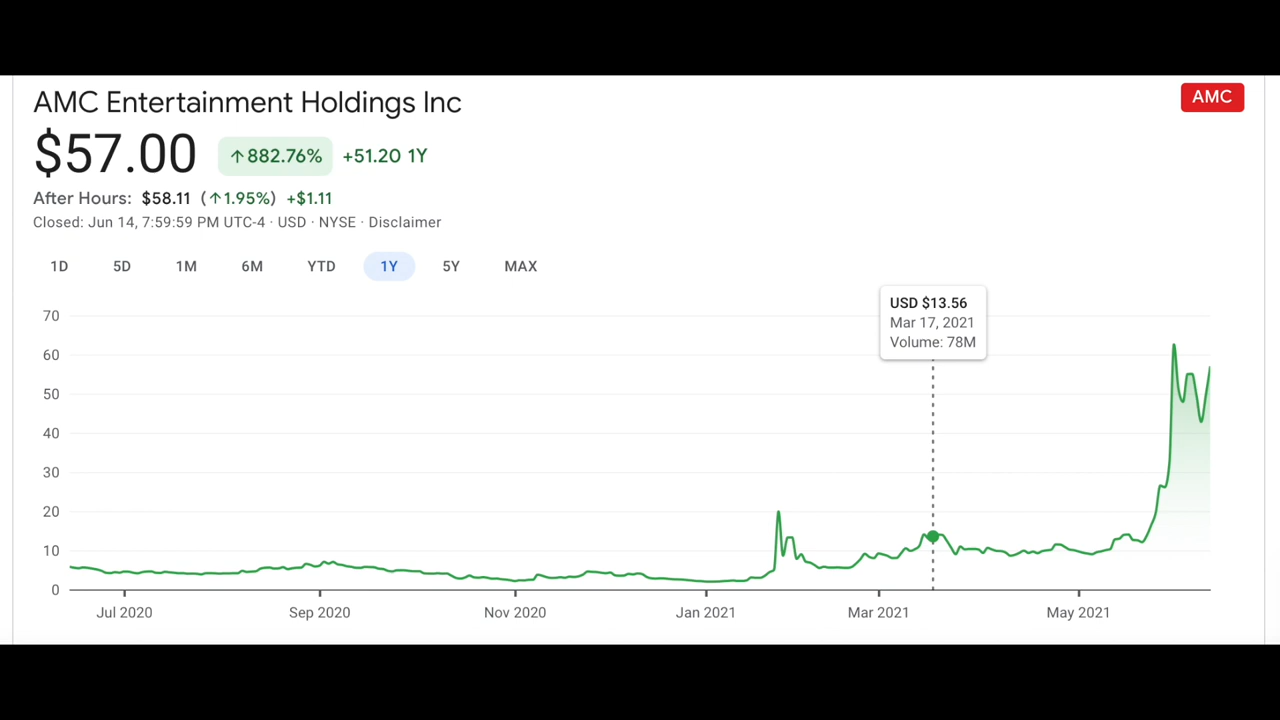 AMC Entertainment Holdings Inc
AMC
$57.00 ↑882.76% +51.20 1Y
After Hours: $58.11 (↑1.95%) +$1.11
Closed: Jun 14, 7:59:59 PM UTC-4 · USD · NYSE · Disclaimer
1D 5D 1M 6M YTD 1Y 5Y MAX
USD $13.56
Mar 17, 2021
Volume: 78M
70
60
50
40
30
20
10
0
Jul 2020 Sep 2020 Nov 2020 Jan 2021 Mar 2021 May 2021